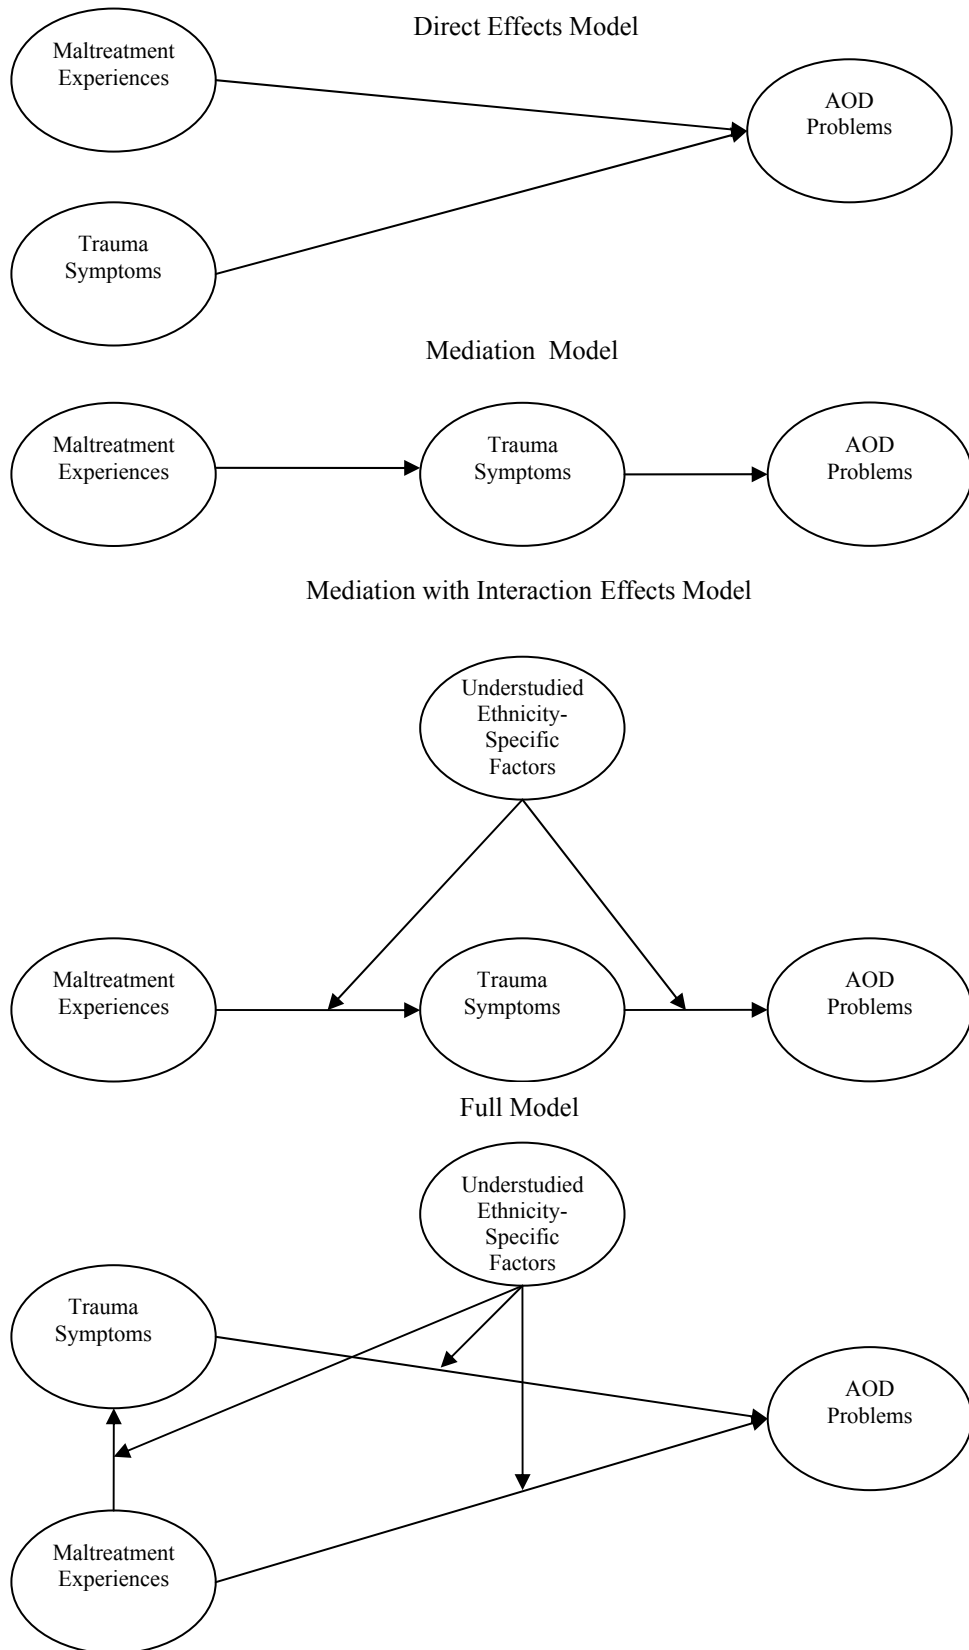 Direct Effects Model
Maltreatment
Experiences
AOD
Problems
Trauma
Symptoms
Mediation Model
Maltreatment
Experiences
Trauma
Symptoms
AOD
Problems
Mediation with Interaction Effects Model
Understudied
Ethnicity-
Specific
Factors
Maltreatment
Experiences
Trauma
Symptoms
AOD
Problems
Full Model
Understudied
Ethnicity-
Specific
Factors
Trauma
Symptoms
AOD
Problems
Maltreatment
Experiences